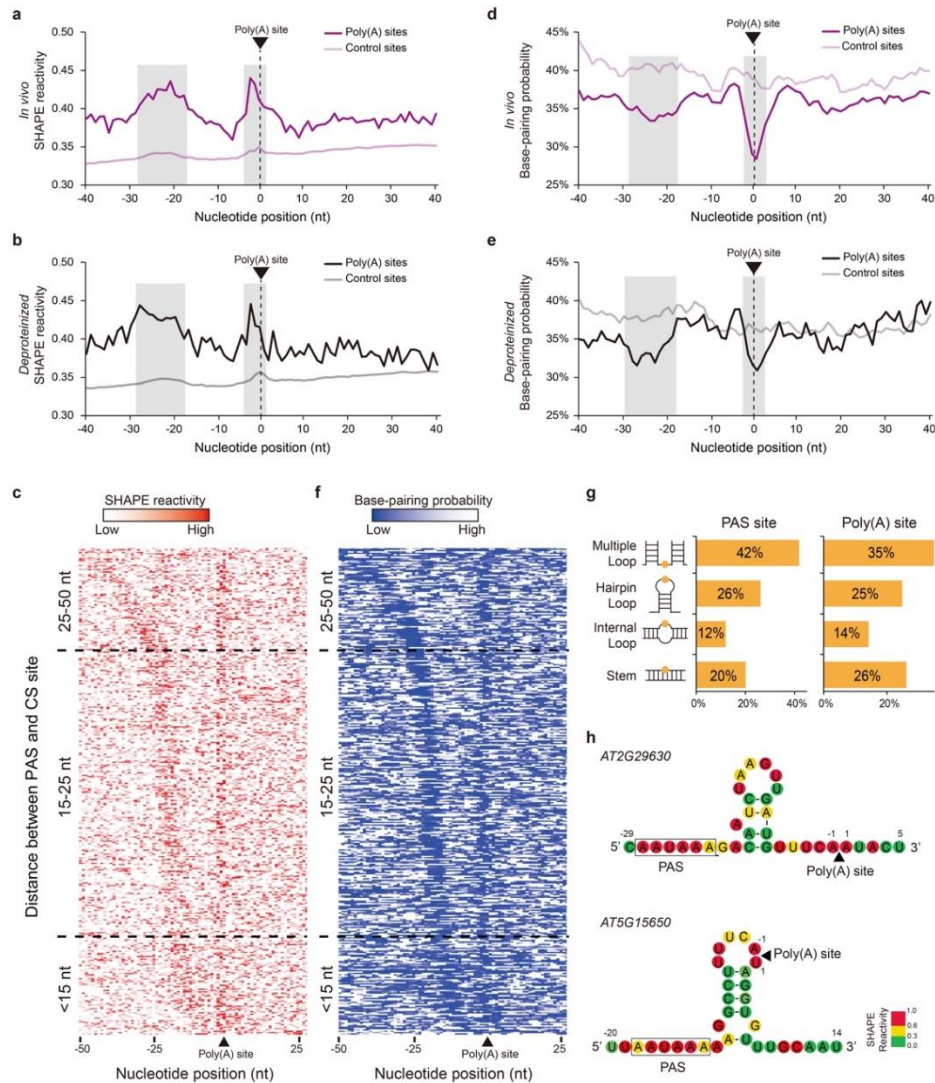 a
In vivo
SHAPE reactivity
0.50
0.45
0.40
0.35
0.30
Poly(A) site
Poly(A) sites
Control sites
-40 -30 -20 -10 0 10 20 30 40
Nucleotide position (nt)
b
Deproteinized
SHAPE reactivity
0.50
0.45
0.40
0.35
0.30
Poly(A) site
Poly(A) sites
Control sites
-40 -30 -20 -10 0 10 20 30 40
Nucleotide position (nt)
d
In vivo
Base-pairing probability
45%
40%
35%
30%
25%
Poly(A) site
Poly(A) sites
Control sites
-40 -30 -20 -10 0 10 20 30 40
Nucleotide position (nt)
e
Deproteinized
Base-pairing probability
45%
40%
35%
30%
25%
Poly(A) site
Poly(A) sites
Control sites
-40 -30 -20 -10 0 10 20 30 40
Nucleotide position (nt)
c
SHAPE reactivity
Low High
Distance between PAS and CS site
25-50 nt
15-25 nt
<15 nt
-50 -25 Poly(A) site 25
Nucleotide position (nt)
f
Base-pairing probability
Low High
25-50 nt
15-25 nt
<15 nt
-50 -25 Poly(A) site 25
Nucleotide position (nt)
g
PAS site Poly(A) site
Multiple
Loop
42% 35%
Hairpin
Loop
26% 25%
Internal
Loop
12% 14%
Stem
20% 26%
0% 20% 40% 0% 20%
h
AT2G29630
A G
A U
U U
C - G
U - A
A
A - U
-29 -1 1 5
5' C A A U A A A G A C G U U U C A A U A C U 3'
PAS
Poly(A) site
AT5G15650
U C
U A -1
U U 1
Poly(A) site
U - A
C - G
C - G
G - U
G G
-20 14
5' U U A A U A A A A U - A U U G C A A U 3'
PAS
SHAPE
Reactivity
1.0
0.6
0.3
0.0